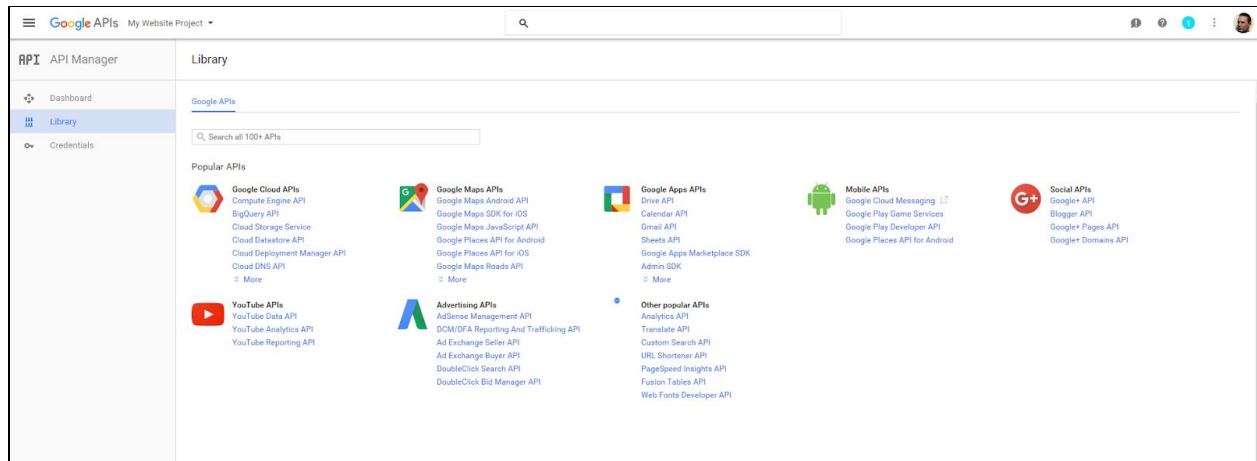 Google APIs My Website Project
1
API API Manager
Library
Dashboard
Library
Credentials
Google APIs
Search all 100+ APIs
Popular APIs
Google Cloud APIs
Compute Engine API
BigQuery API
Cloud Storage Service
Cloud Datastore API
Cloud Deployment Manager API
Cloud DNS API
More
Google Maps APIs
Google Maps Android API
Google Maps SDK for iOS
Google Maps JavaScript API
Google Places API for Android
Google Places API for iOS
Google Maps Roads API
More
Google Apps APIs
Drive API
Calendar API
Gmail API
Sheets API
Google Apps Marketplace SDK
Admin SDK
More
Mobile APIs
Google Cloud Messaging
Google Play Game Services
Google Play Developer API
Google Places API for Android
G+
Social APIs
Google+ API
Blogger API
Google+ Pages API
Google+ Domains API
YouTube APIs
YouTube Data API
YouTube Analytics API
YouTube Reporting API
Advertising APIs
AdSense Management API
DCM/DFA Reporting And Trafficking API
Ad Exchange Seller API
Ad Exchange Buyer API
DoubleClick Search API
DoubleClick Bid Manager API
Other popular APIs
Analytics API
Translate API
Custom Search API
URL Shortener API
PageSpeed Insights API
Fusion Tables API
Web Fonts Developer API